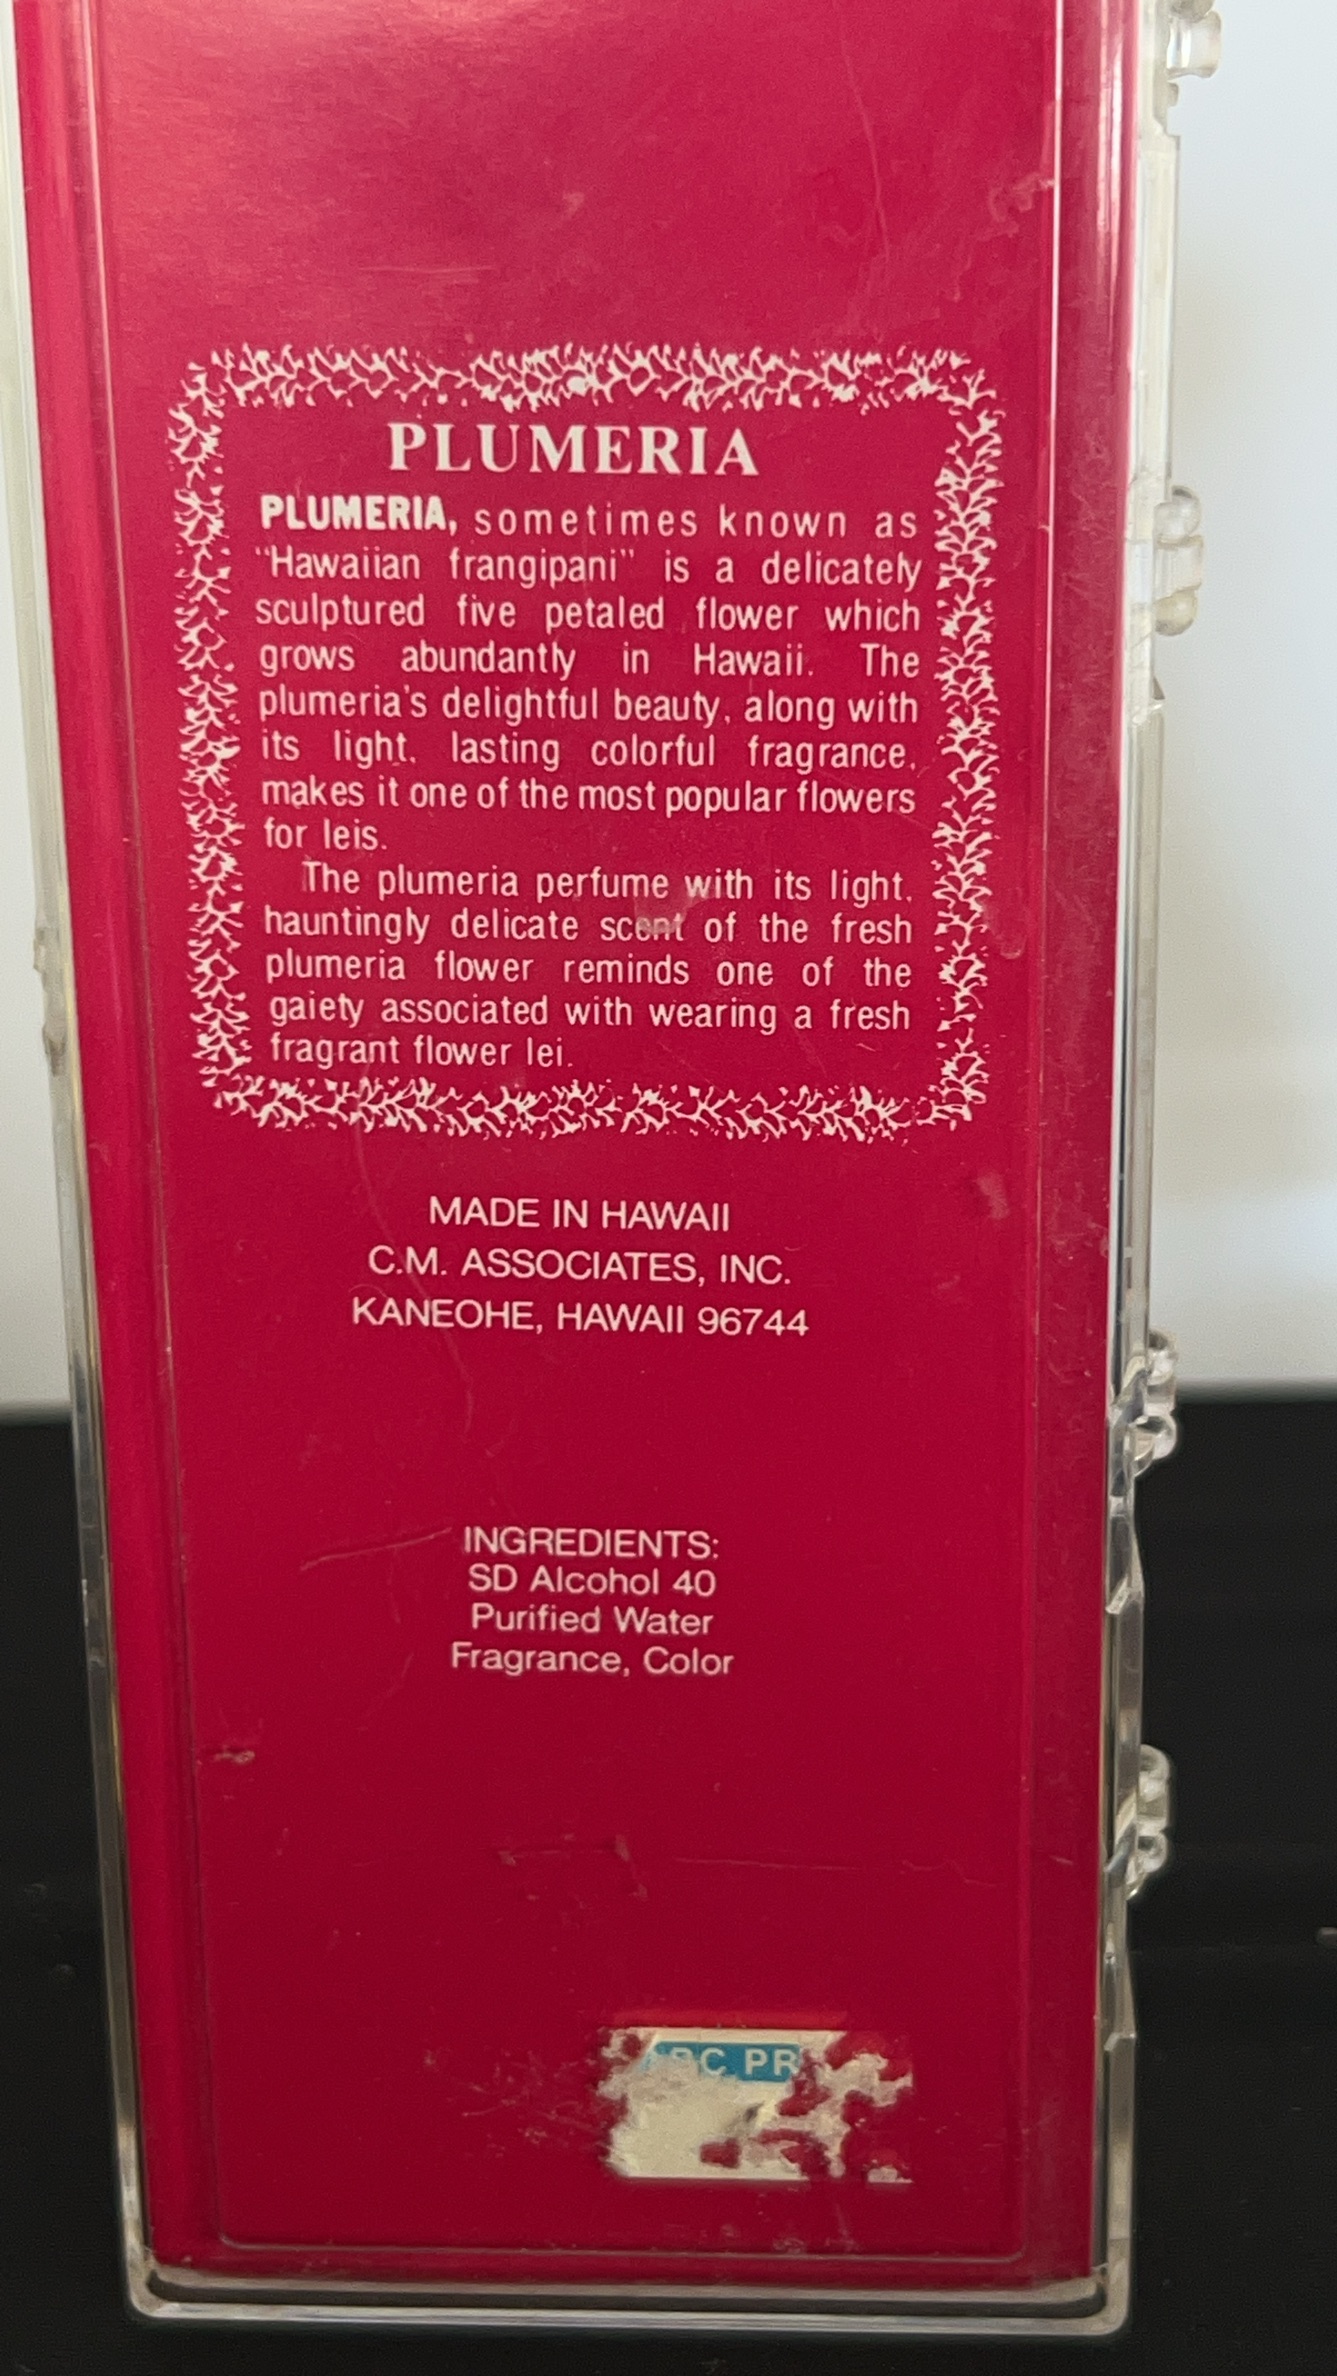 PLUMERIA
PLUMERIA, sometimes known as
"Hawaiian frangipani" is a delicately
sculptured five petaled flower which
grows abundantly in Hawaii. The
plumeria's delightful beauty, along with
its light, lasting colorful fragrance,
makes it one of the most popular flowers
for leis.
The plumeria perfume with its light,
hauntingly delicate scent of the fresh
plumeria flower reminds one of the
gaiety associated with wearing a fresh
fragrant flower lei.
MADE IN HAWAII
C.M. ASSOCIATES, INC.
KANEOHE, HAWAII 96744
INGREDIENTS:
SD Alcohol 40
Purified Water
Fragrance, Color
PR